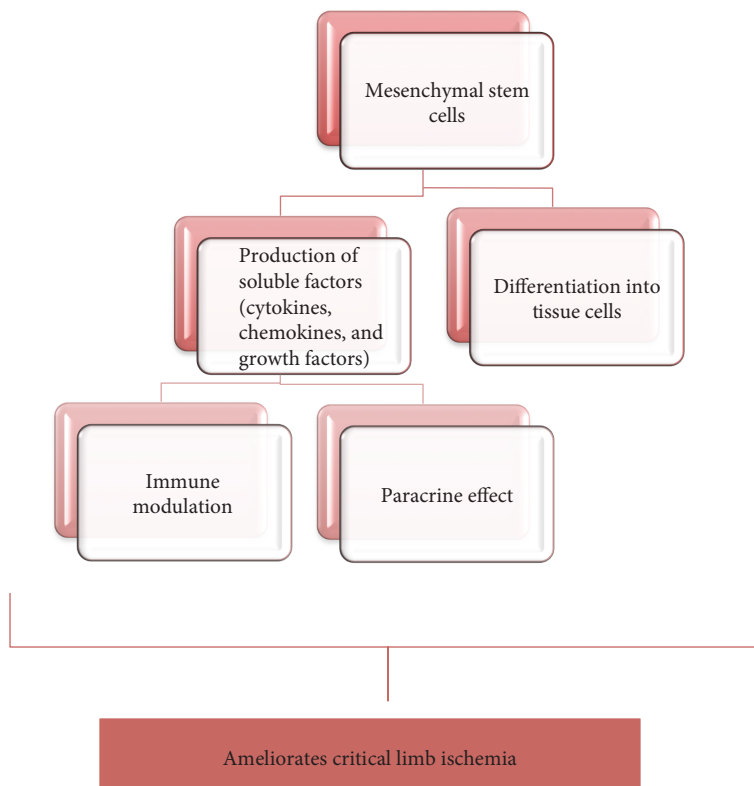 Mesenchymal stem
cells
Production of
soluble factors
(cytokines,
chemokines, and
growth factors)
Differentiation into
tissue cells
Immune
modulation
Paracrine effect
Ameliorates critical limb ischemia